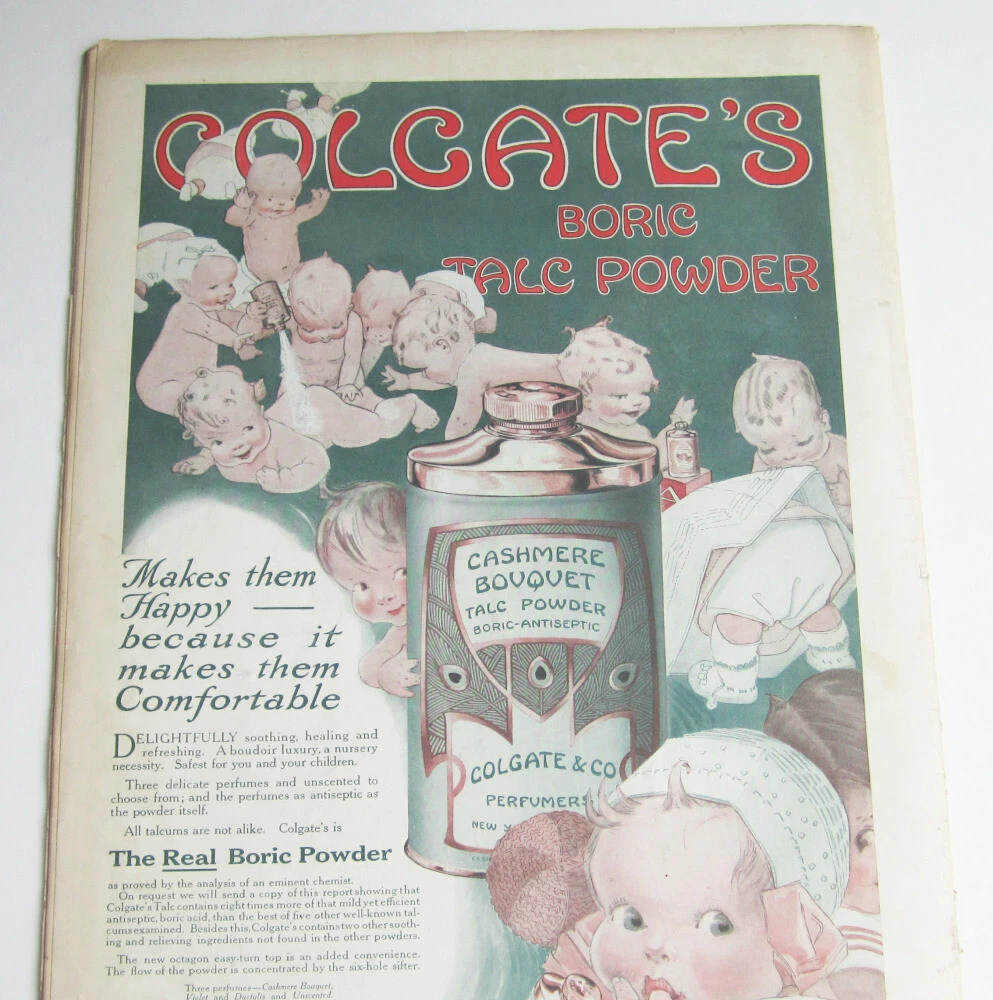 COLGATE'S
BORIC
TALC POWDER
CASHMERE
BOUQUET
TALC POWDER
BORIC-ANTISEPTIC
COLGATE & CO
PERFUMERS
NEW Y
Makes them
Happy —
because it
makes them
Comfortable
DELIGHTFULLY soothing, healing and
refreshing. A boudoir luxury, a nursery
necessity. Safest for you and your children.
Three delicate perfumes and unscented to
choose from; and the perfumes as antiseptic as
the powder itself.
All talcums are not alike. Colgate's is
The Real Boric Powder
as proved by the analysis of an eminent chemist.
On request we will send a copy of this report showing that
Colgate's Talc contains eight times more of that mild yet efficient
antiseptic, boric acid, than the best of five other well-known tal-
cums examined. Besides this, Colgate's contains two other sooth-
ing and relieving ingredients not found in the other powders.
The new octagon easy-turn top is an added convenience.
The flow of the powder is concentrated by the six-hole sifter.
Three perfumes—Cashmere Bouquet,
Violet and Dactylis and Unscented.